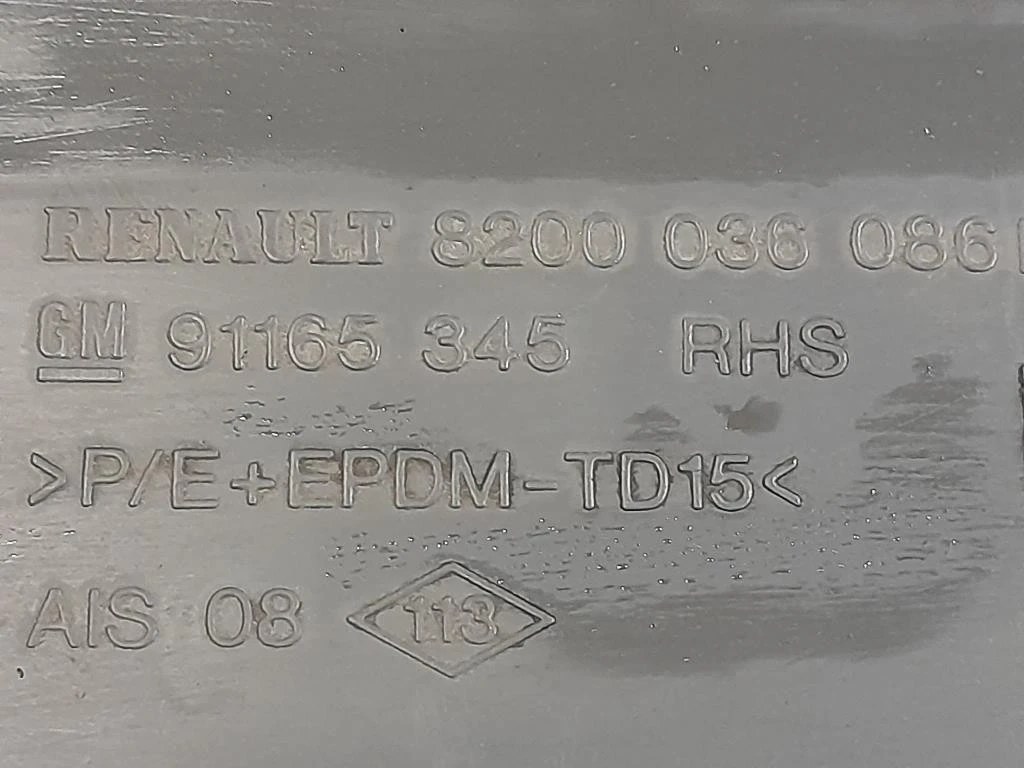 RENAULT 8200 036 086
GM 91165 345 RHS
>P/E+EPDM-TD15<
AIS 08 113